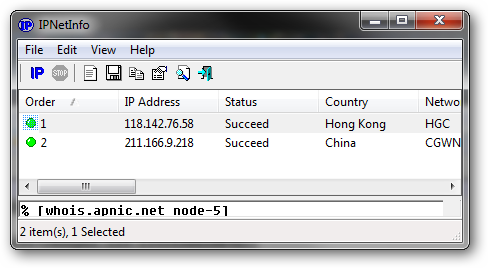 IP IPNetInfo
File Edit View Help
IP STOP
Order / IP Address Status Country Network
1 118.142.76.58 Succeed Hong Kong HGC
2 211.166.9.218 Succeed China CGWN
% [whois.apnic.net node-5]
2 item(s), 1 Selected